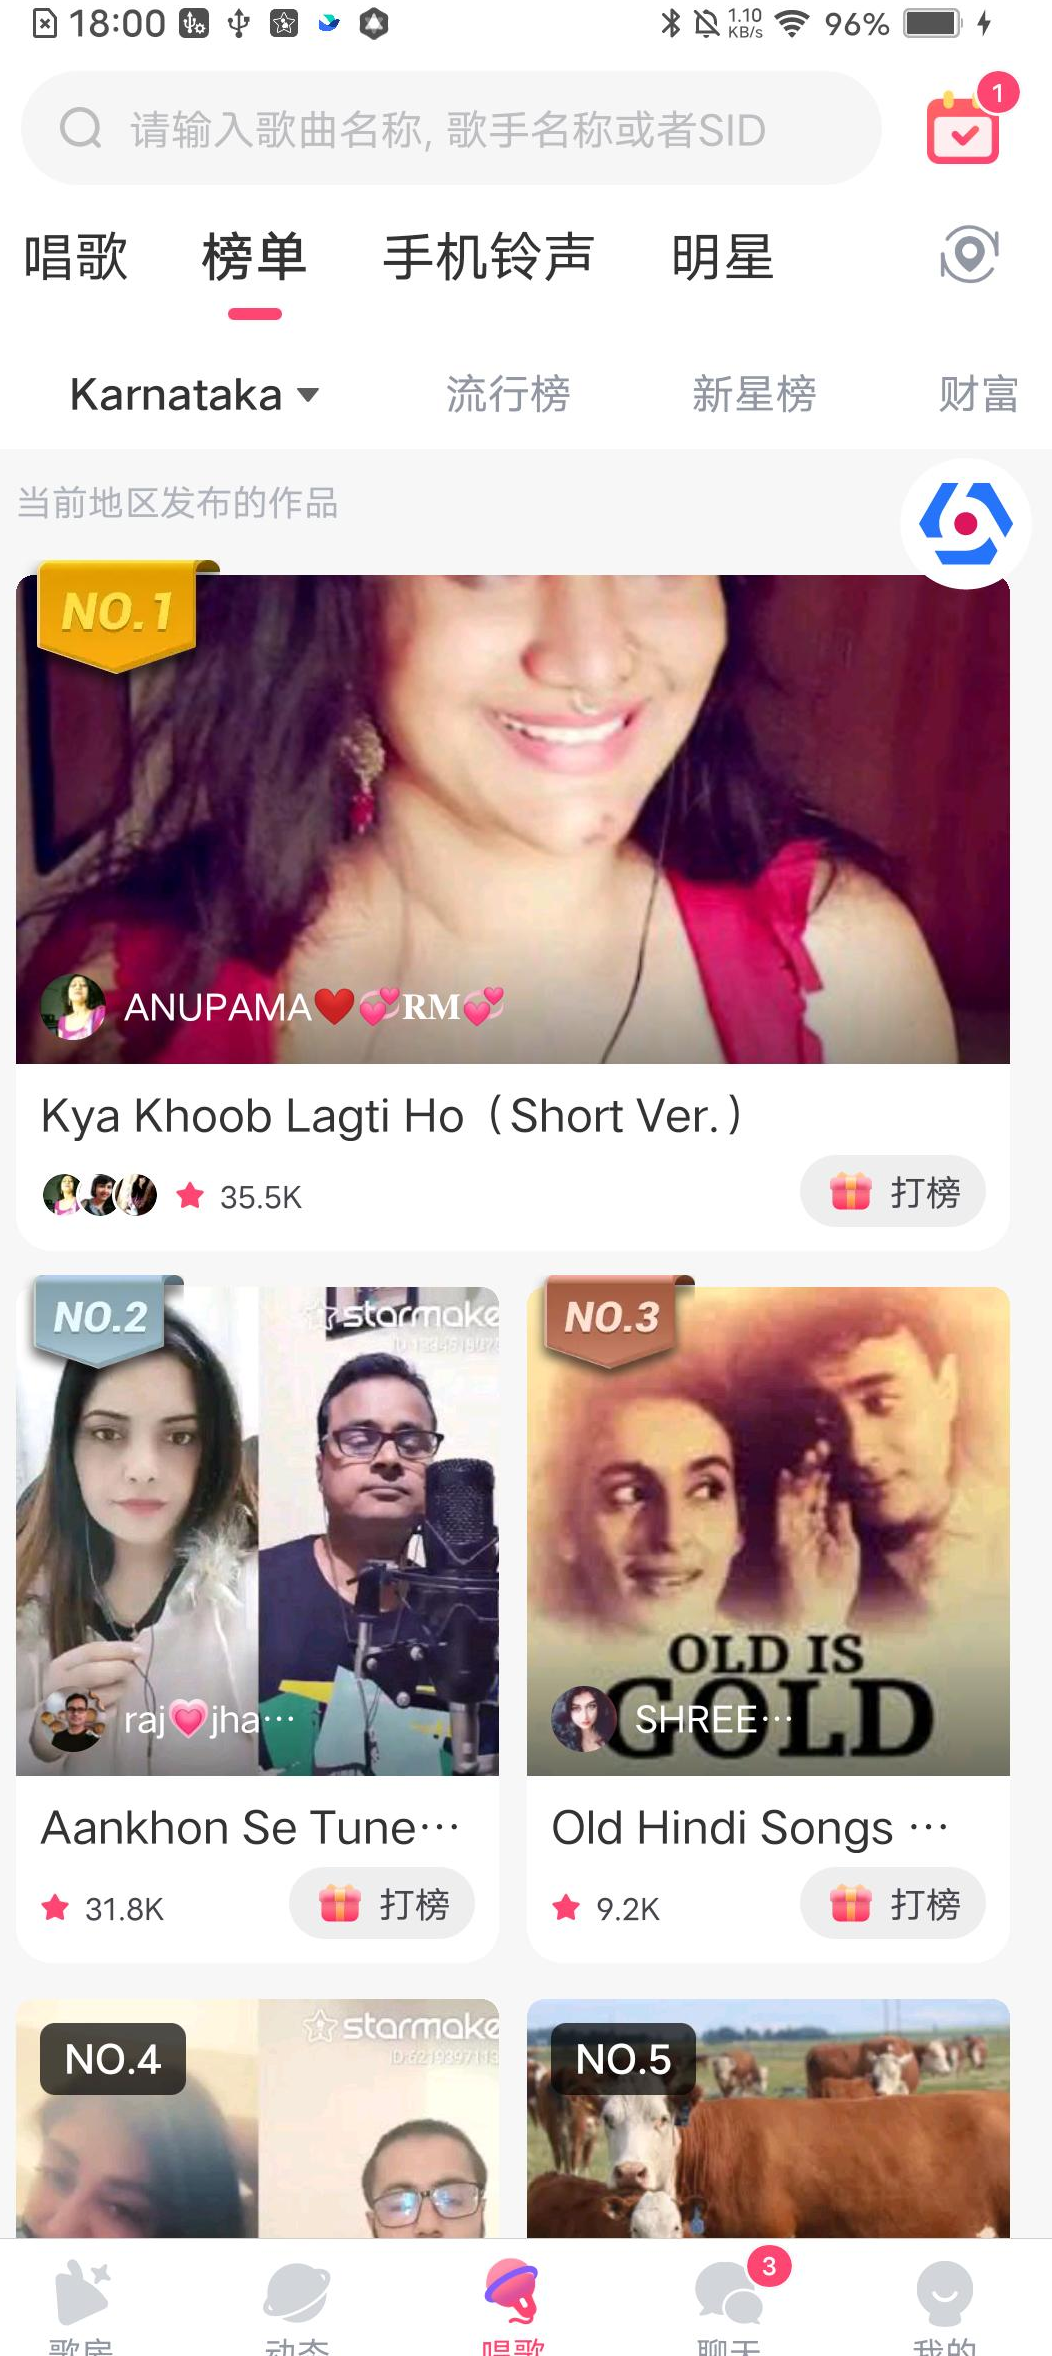 18:00
1.10
KB/s
96%
请输入歌曲名称, 歌手名称或者SID
1
唱歌
榜单
手机铃声
明星
Karnataka
流行榜
新星榜
财富
当前地区发布的作品
NO.1
ANUPAMA❤️💞𝐑𝐌💞
Kya Khoob Lagti Ho（Short Ver.）
35.5K
打榜
NO.2
starmake
raj💗jha···
Aankhon Se Tune···
31.8K
打榜
NO.3
OLD IS
GOLD
SHREE···
Old Hindi Songs ···
9.2K
打榜
NO.4
starmake
ID:6219397113
NO.5
3
歌房
动态
唱歌
聊天
我的